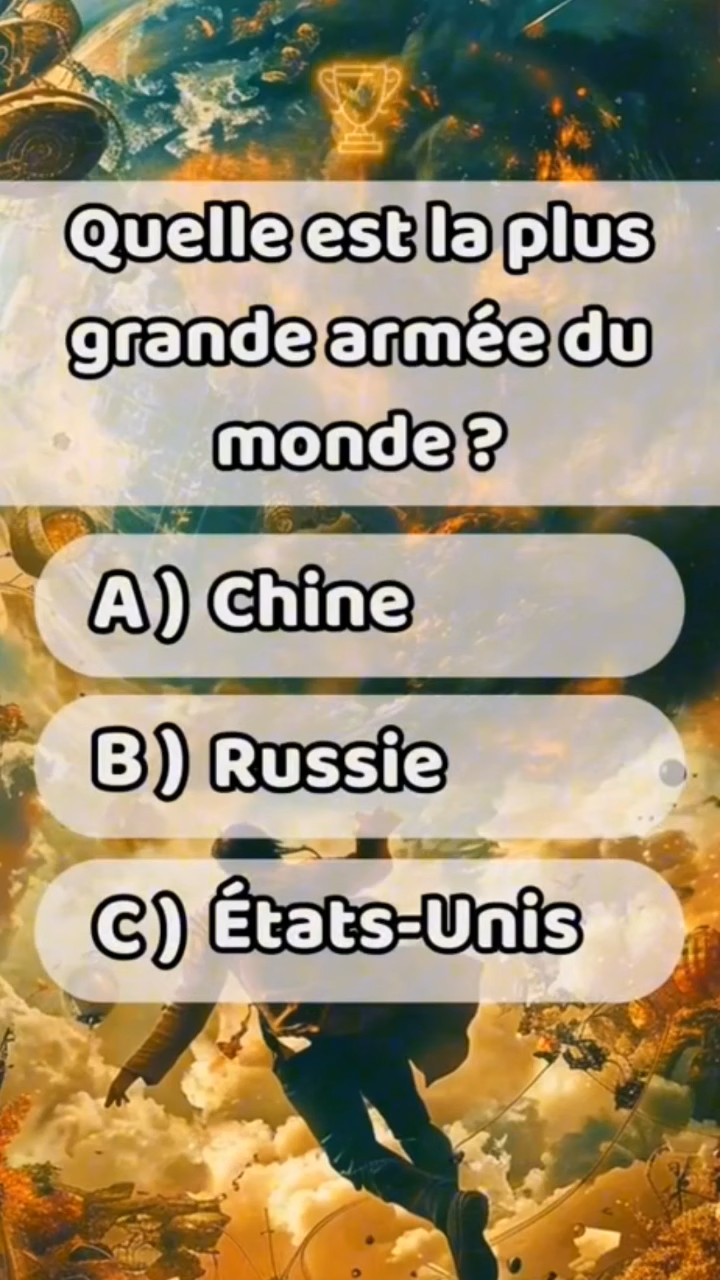 Quelle est la plus
grande armée du
monde ?
A) Chine
B) Russie
C) États-Unis